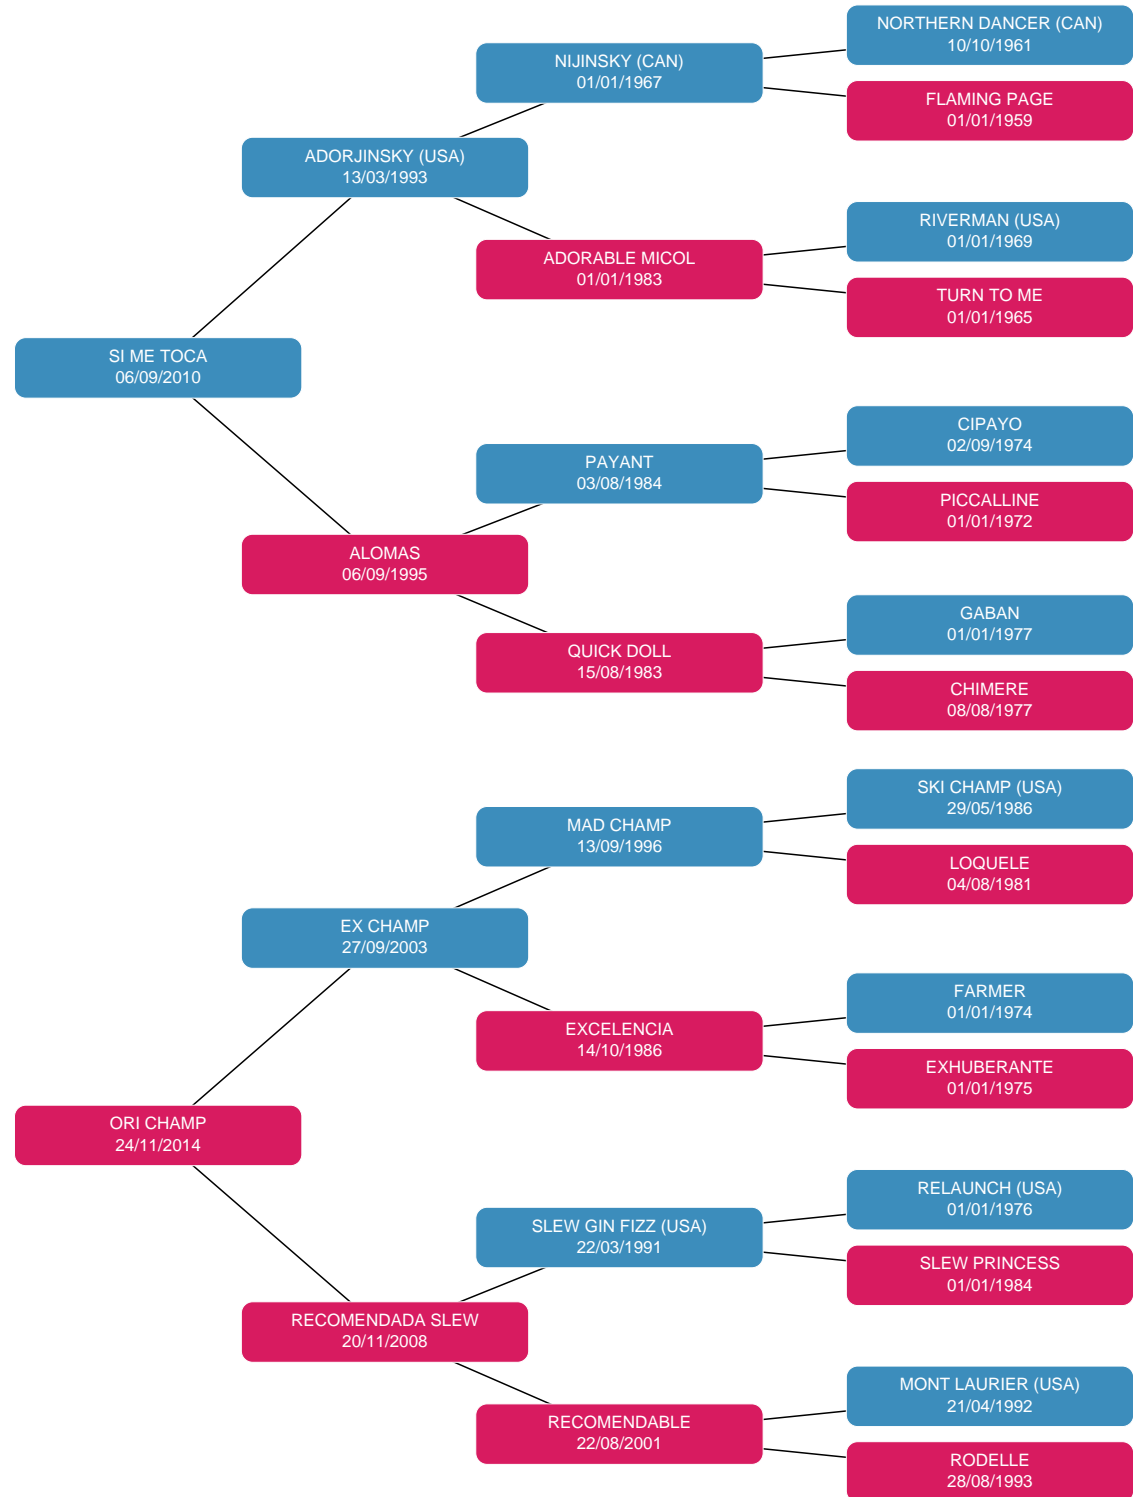 NORTHERN DANCER (CAN)
10/10/1961
NIJINSKY (CAN)
01/01/1967
FLAMING PAGE
01/01/1959
ADORJINSKY (USA)
13/03/1993
RIVERMAN (USA)
01/01/1969
ADORABLE MICOL
01/01/1983
TURN TO ME
01/01/1965
SI ME TOCA
06/09/2010
CIPAYO
02/09/1974
PAYANT
03/08/1984
PICCALLINE
01/01/1972
ALOMAS
06/09/1995
GABAN
01/01/1977
QUICK DOLL
15/08/1983
CHIMERE
08/08/1977
SKI CHAMP (USA)
29/05/1986
MAD CHAMP
13/09/1996
LOQUELE
04/08/1981
EX CHAMP
27/09/2003
FARMER
01/01/1974
EXCELENCIA
14/10/1986
EXHUBERANTE
01/01/1975
ORI CHAMP
24/11/2014
RELAUNCH (USA)
01/01/1976
SLEW GIN FIZZ (USA)
22/03/1991
SLEW PRINCESS
01/01/1984
RECOMENDADA SLEW
20/11/2008
MONT LAURIER (USA)
21/04/1992
RECOMENDABLE
22/08/2001
RODELLE
28/08/1993